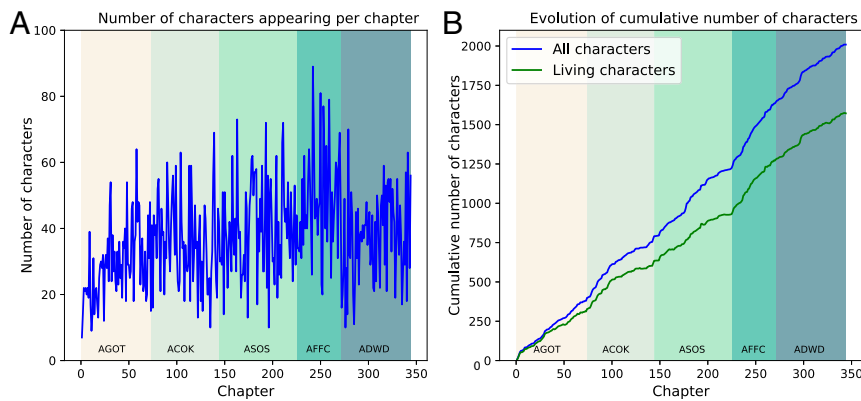 A
Number of characters appearing per chapter
100
80
60
40
20
0
Number of characters
AGOT
ACOK
ASOS
AFFC
ADWD
0 50 100 150 200 250 300 350
Chapter
B
Evolution of cumulative number of characters
All characters
Living characters
2000
1750
1500
1250
1000
750
500
250
0
Cumulative number of characters
AGOT
ACOK
ASOS
AFFC
ADWD
0 50 100 150 200 250 300 350
Chapter